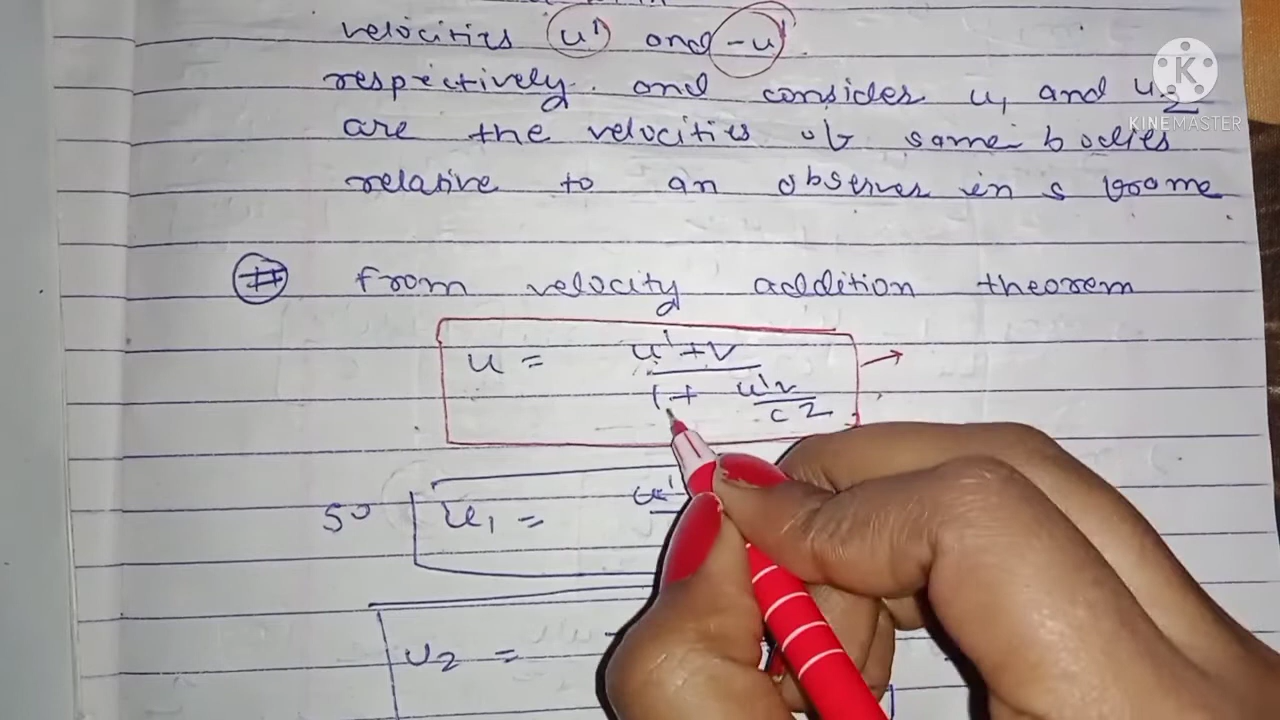 velocities u' and -u'
K
KINEMASTER
respectively. and consider u1 and u2
are the velocities of same bodies
relative to an observer in s frame
# from velocity addition theorem
u = u'+v / 1 + u'v / c2
so u1 = u'
u2 =